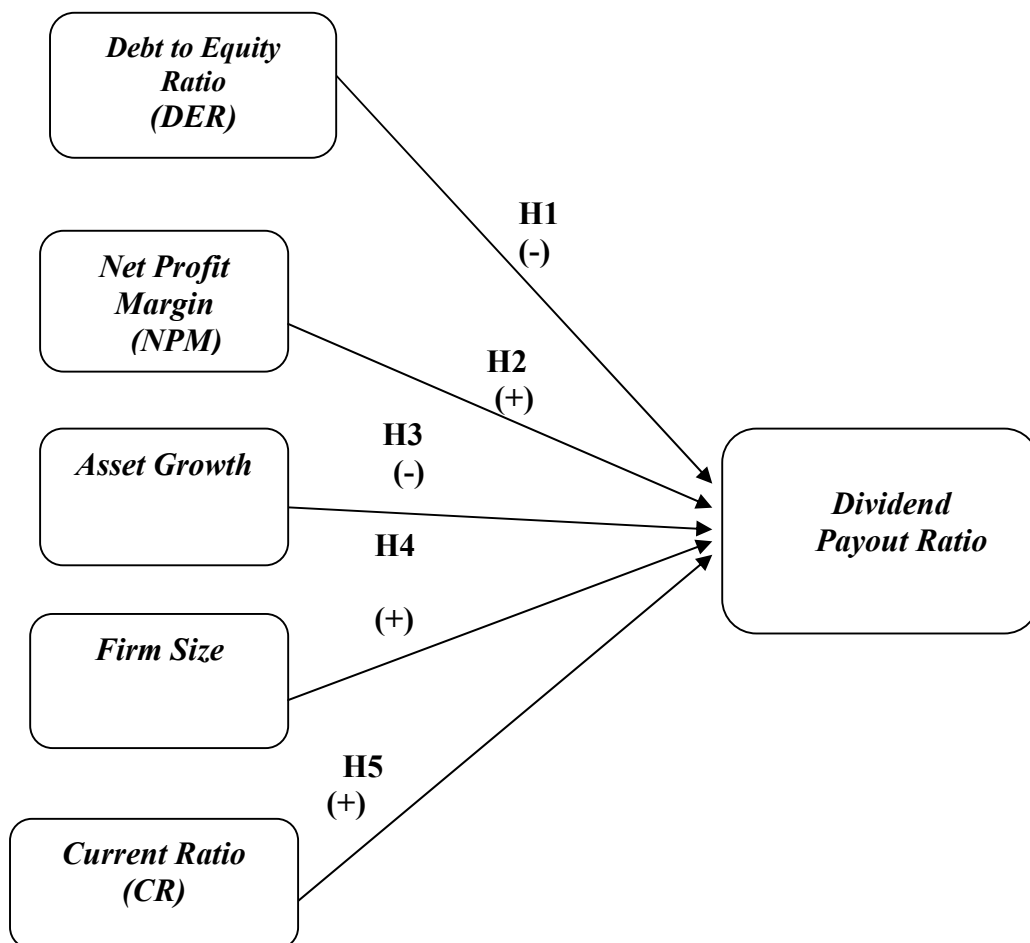 Debt to Equity
Ratio
(DER)
H1
(-)
Net Profit
Margin
(NPM)
H2
(+)
H3
(-)
Asset Growth
Dividend
Payout Ratio
H4
(+)
Firm Size
H5
(+)
Current Ratio
(CR)